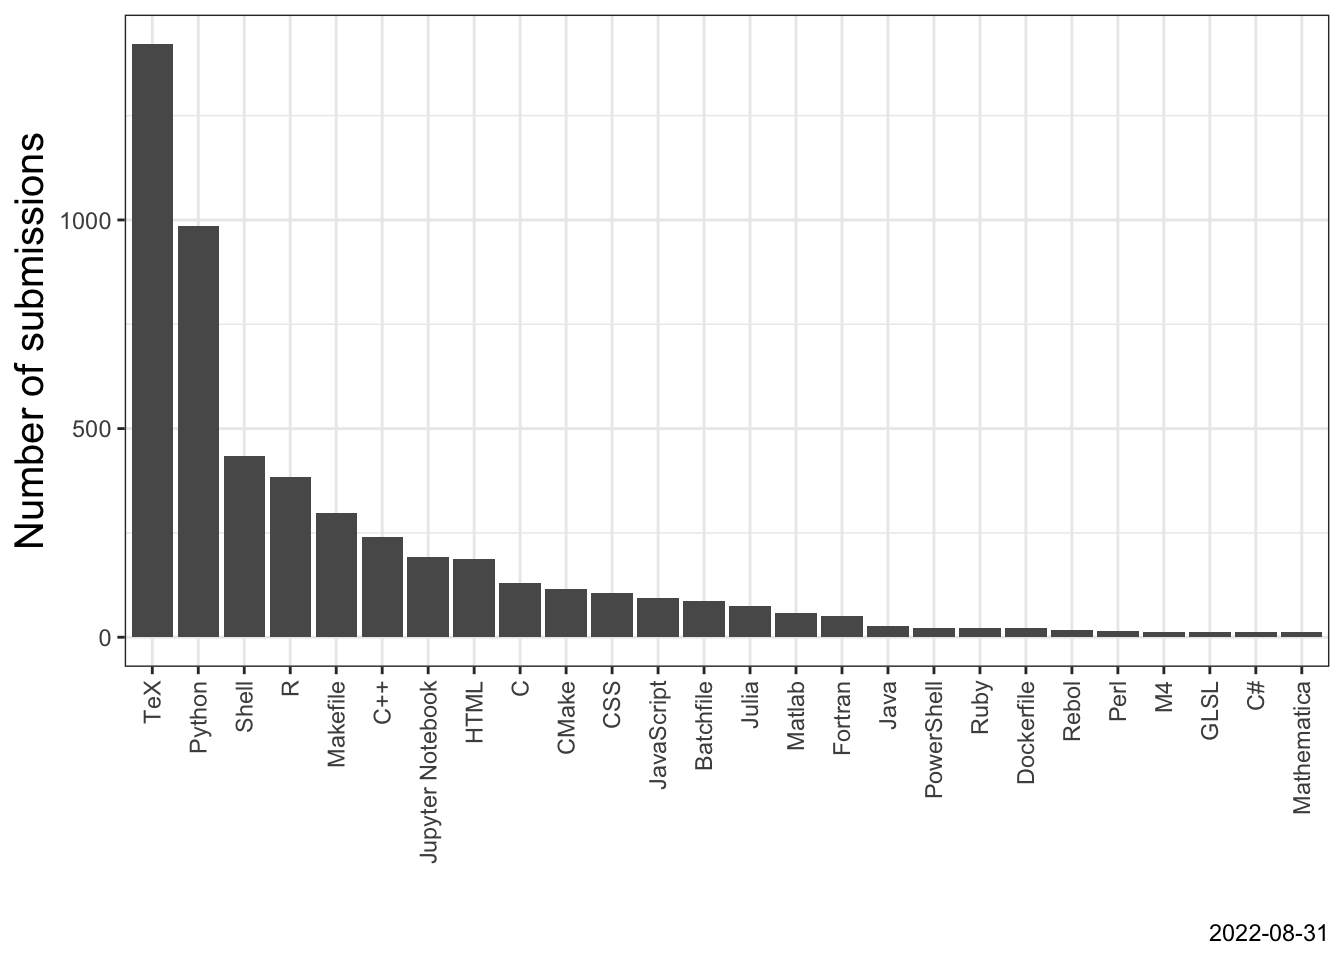 Number of submissions
1000
500
0
TeX
Python
Shell
R
Makefile
C++
Jupyter Notebook
HTML
C
CMake
CSS
JavaScript
Batchfile
Julia
Matlab
Fortran
Java
PowerShell
Ruby
Dockerfile
Rebol
Perl
M4
GLSL
C#
Mathematica
2022-08-31